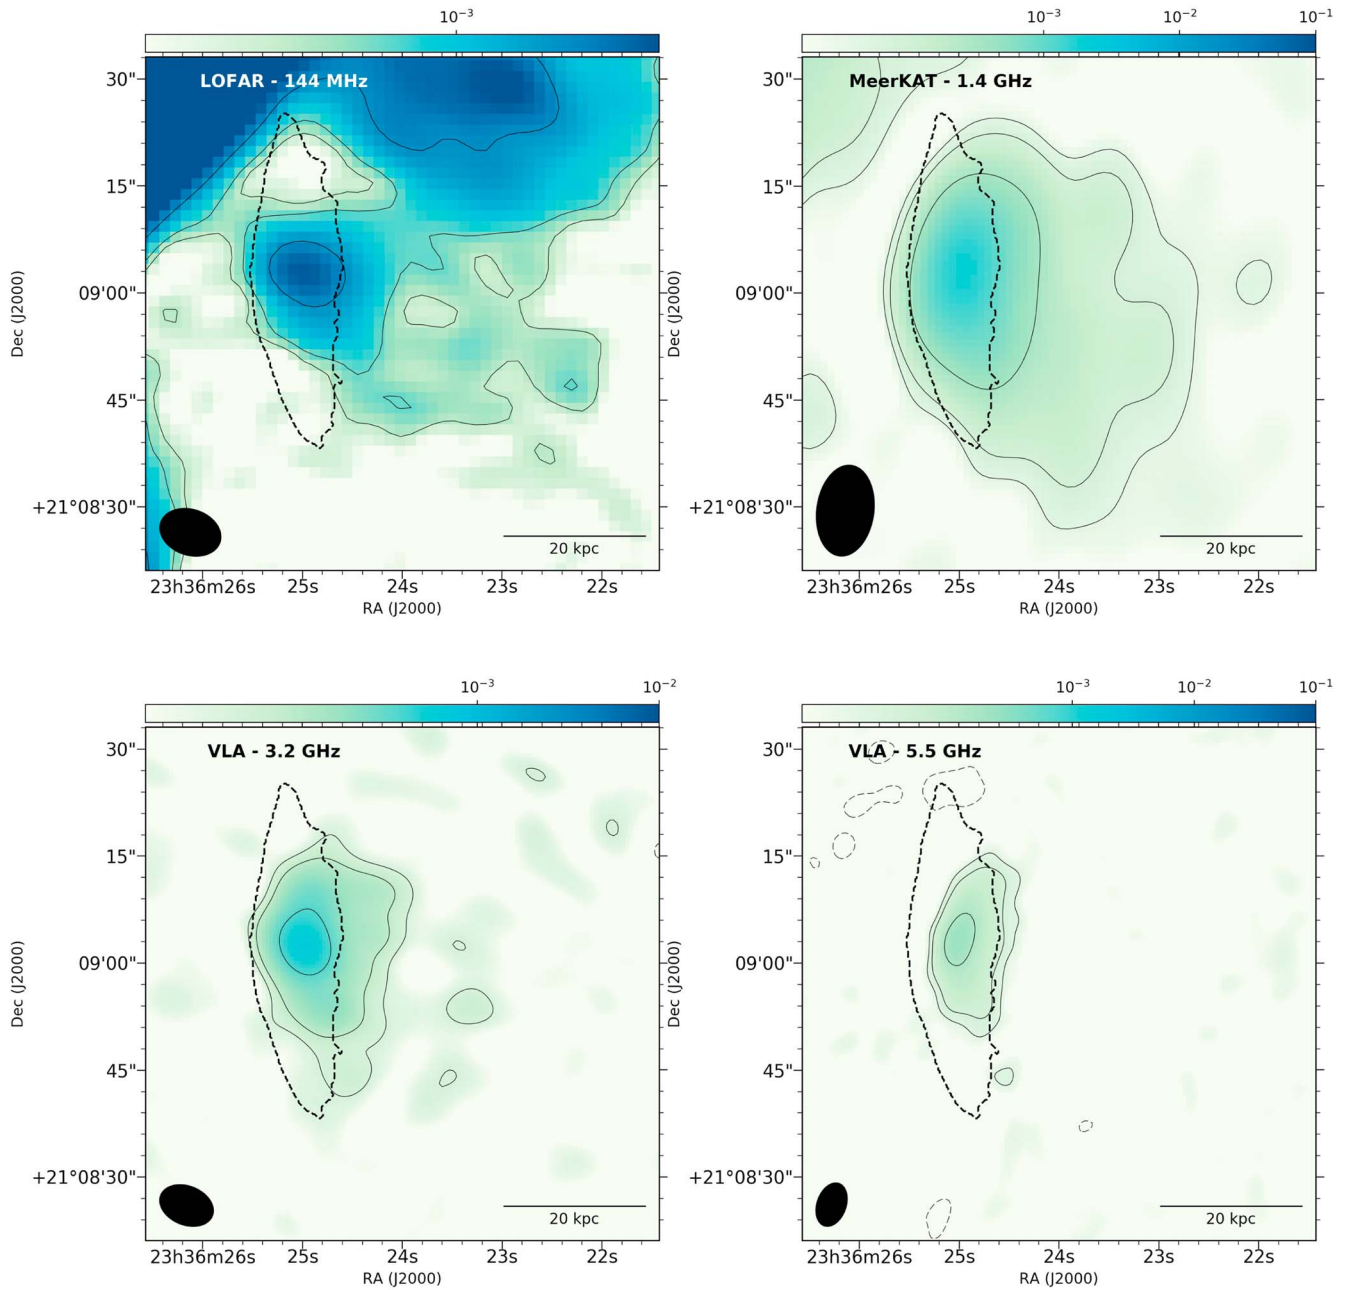 10⁻³
LOFAR - 144 MHz
30"
15"
09'00"
45"
+21°08'30"
Dec (J2000)
20 kpc
23h36m26s 25s 24s 23s 22s
RA (J2000)
10⁻³ 10⁻² 10⁻¹
MeerKAT - 1.4 GHz
30"
15"
09'00"
45"
+21°08'30"
Dec (J2000)
20 kpc
23h36m26s 25s 24s 23s 22s
RA (J2000)
10⁻³ 10⁻²
VLA - 3.2 GHz
30"
15"
09'00"
45"
+21°08'30"
Dec (J2000)
20 kpc
23h36m26s 25s 24s 23s 22s
RA (J2000)
10⁻³ 10⁻² 10⁻¹
VLA - 5.5 GHz
30"
15"
09'00"
45"
+21°08'30"
Dec (J2000)
20 kpc
23h36m26s 25s 24s 23s 22s
RA (J2000)